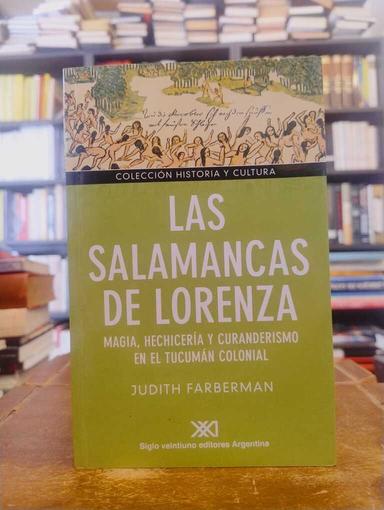 COLECCIÓN HISTORIA Y CULTURA
LAS
SALAMANCAS
DE LORENZA
MAGIA, HECHICERÍA Y CURANDERISMO
EN EL TUCUMÁN COLONIAL
JUDITH FARBERMAN
XXI
Siglo veintiuno editores Argentina